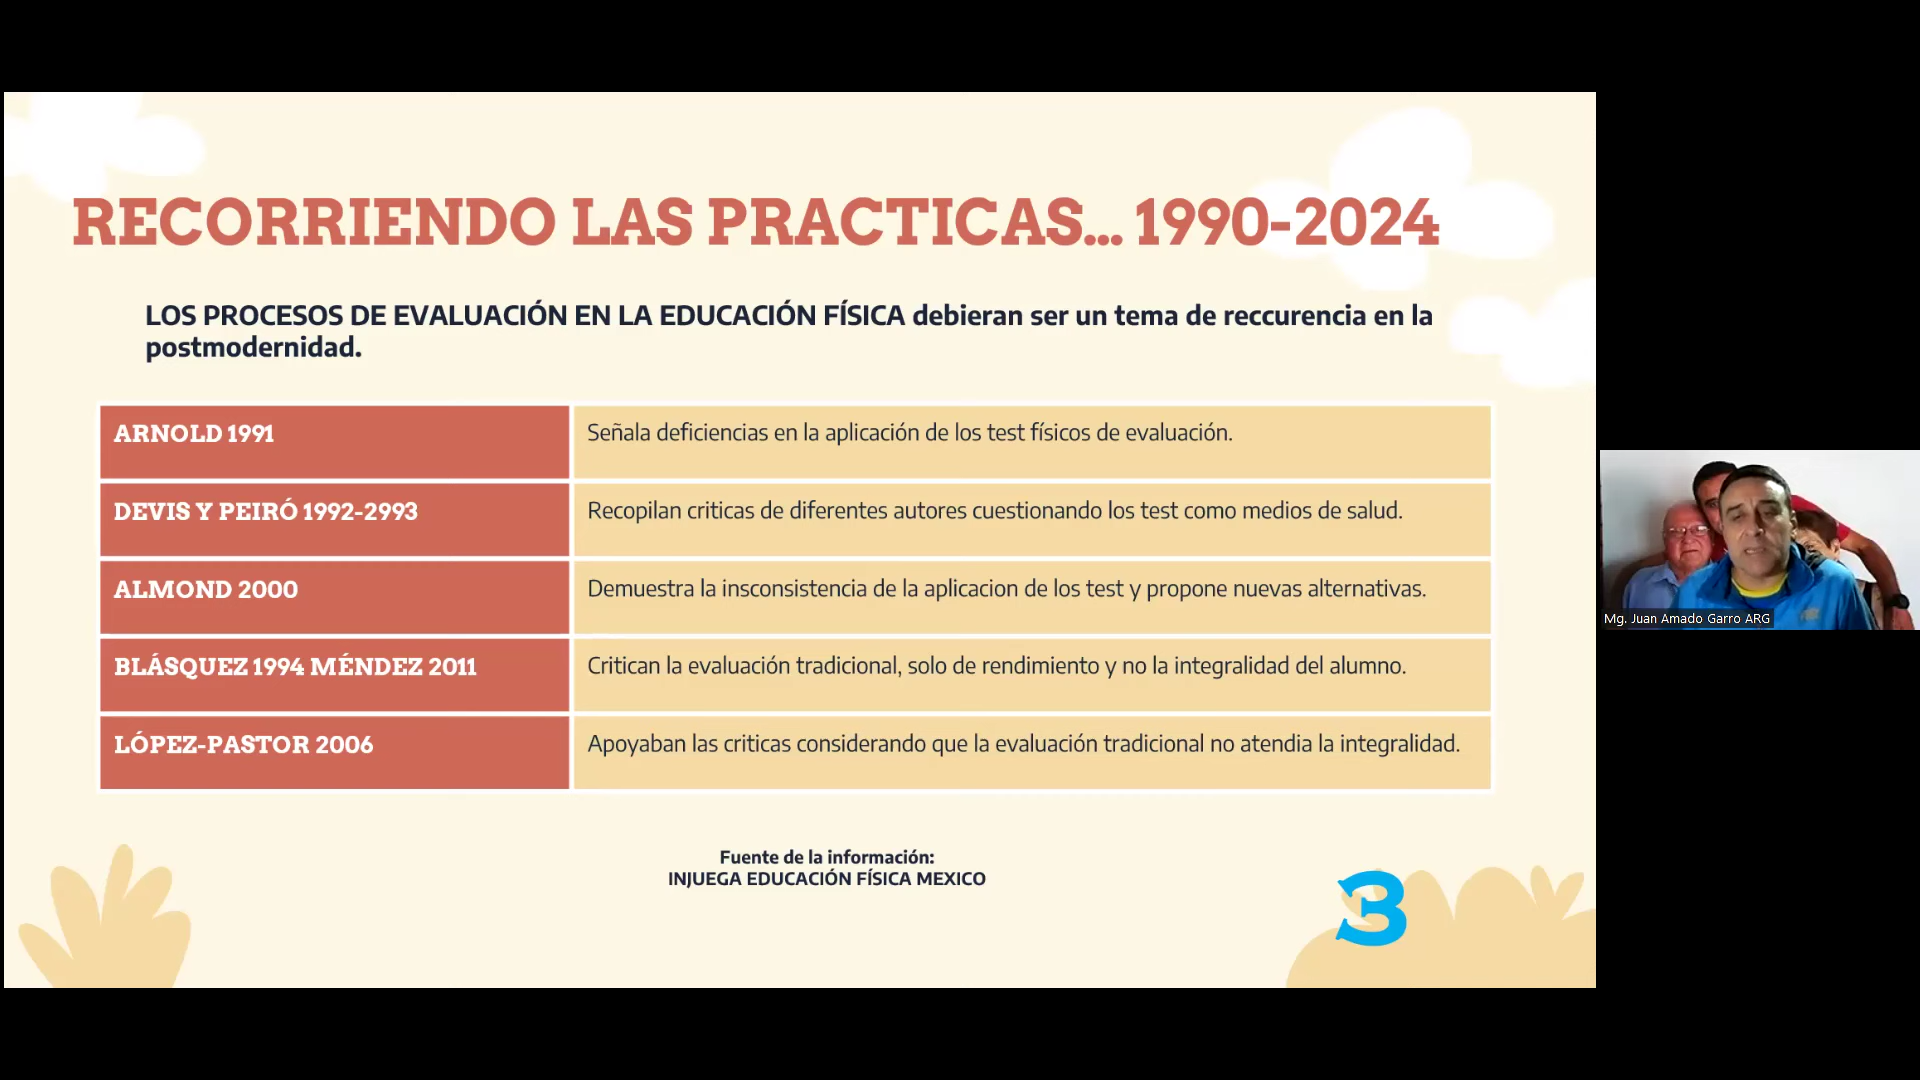 RECORRIENDO LAS PRACTICAS... 1990-2024
LOS PROCESOS DE EVALUACIÓN EN LA EDUCACIÓN FÍSICA debieran ser un tema de reccurencia en la
postmodernidad.
ARNOLD 1991
Señala deficiencias en la aplicación de los test físicos de evaluación.
DEVIS Y PEIRÓ 1992-2993
Recopilan criticas de diferentes autores cuestionando los test como medios de salud.
ALMOND 2000
Demuestra la insconsistencia de la aplicacion de los test y propone nuevas alternativas.
BLÁSQUEZ 1994 MÉNDEZ 2011
Critican la evaluación tradicional, solo de rendimiento y no la integralidad del alumno.
LÓPEZ-PASTOR 2006
Apoyaban las criticas considerando que la evaluación tradicional no atendia la integralidad.
Fuente de la información:
INJUEGA EDUCACIÓN FÍSICA MEXICO
3
Mg. Juan Amado Garro ARG